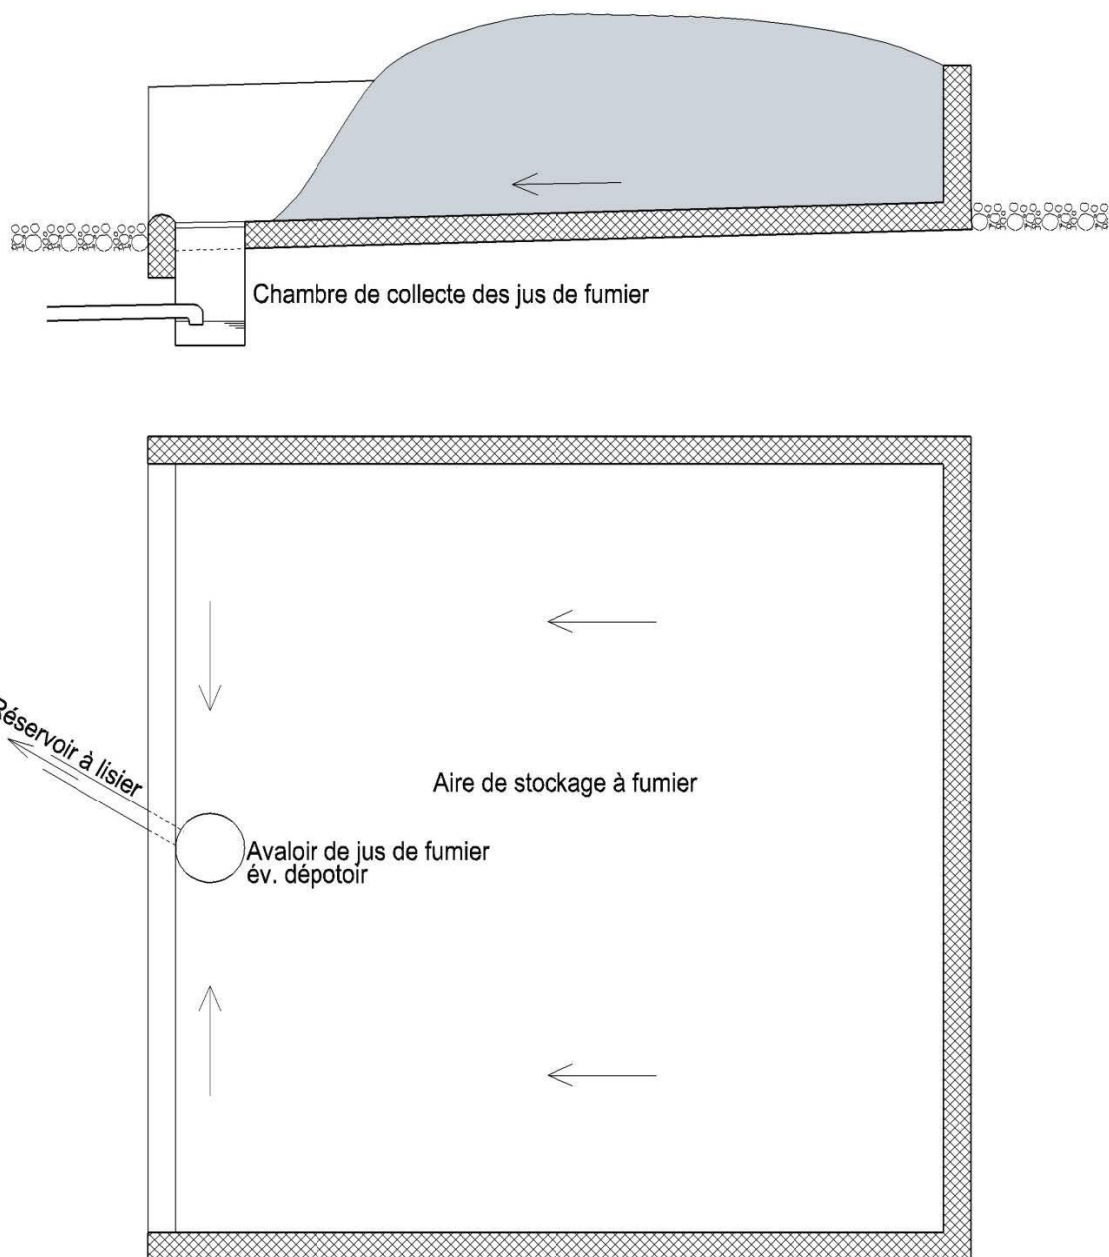 Chambre de collecte des jus de fumier
Réservoir à lisier
Aire de stockage à fumier
Avaloir de jus de fumier
év. dépotoir